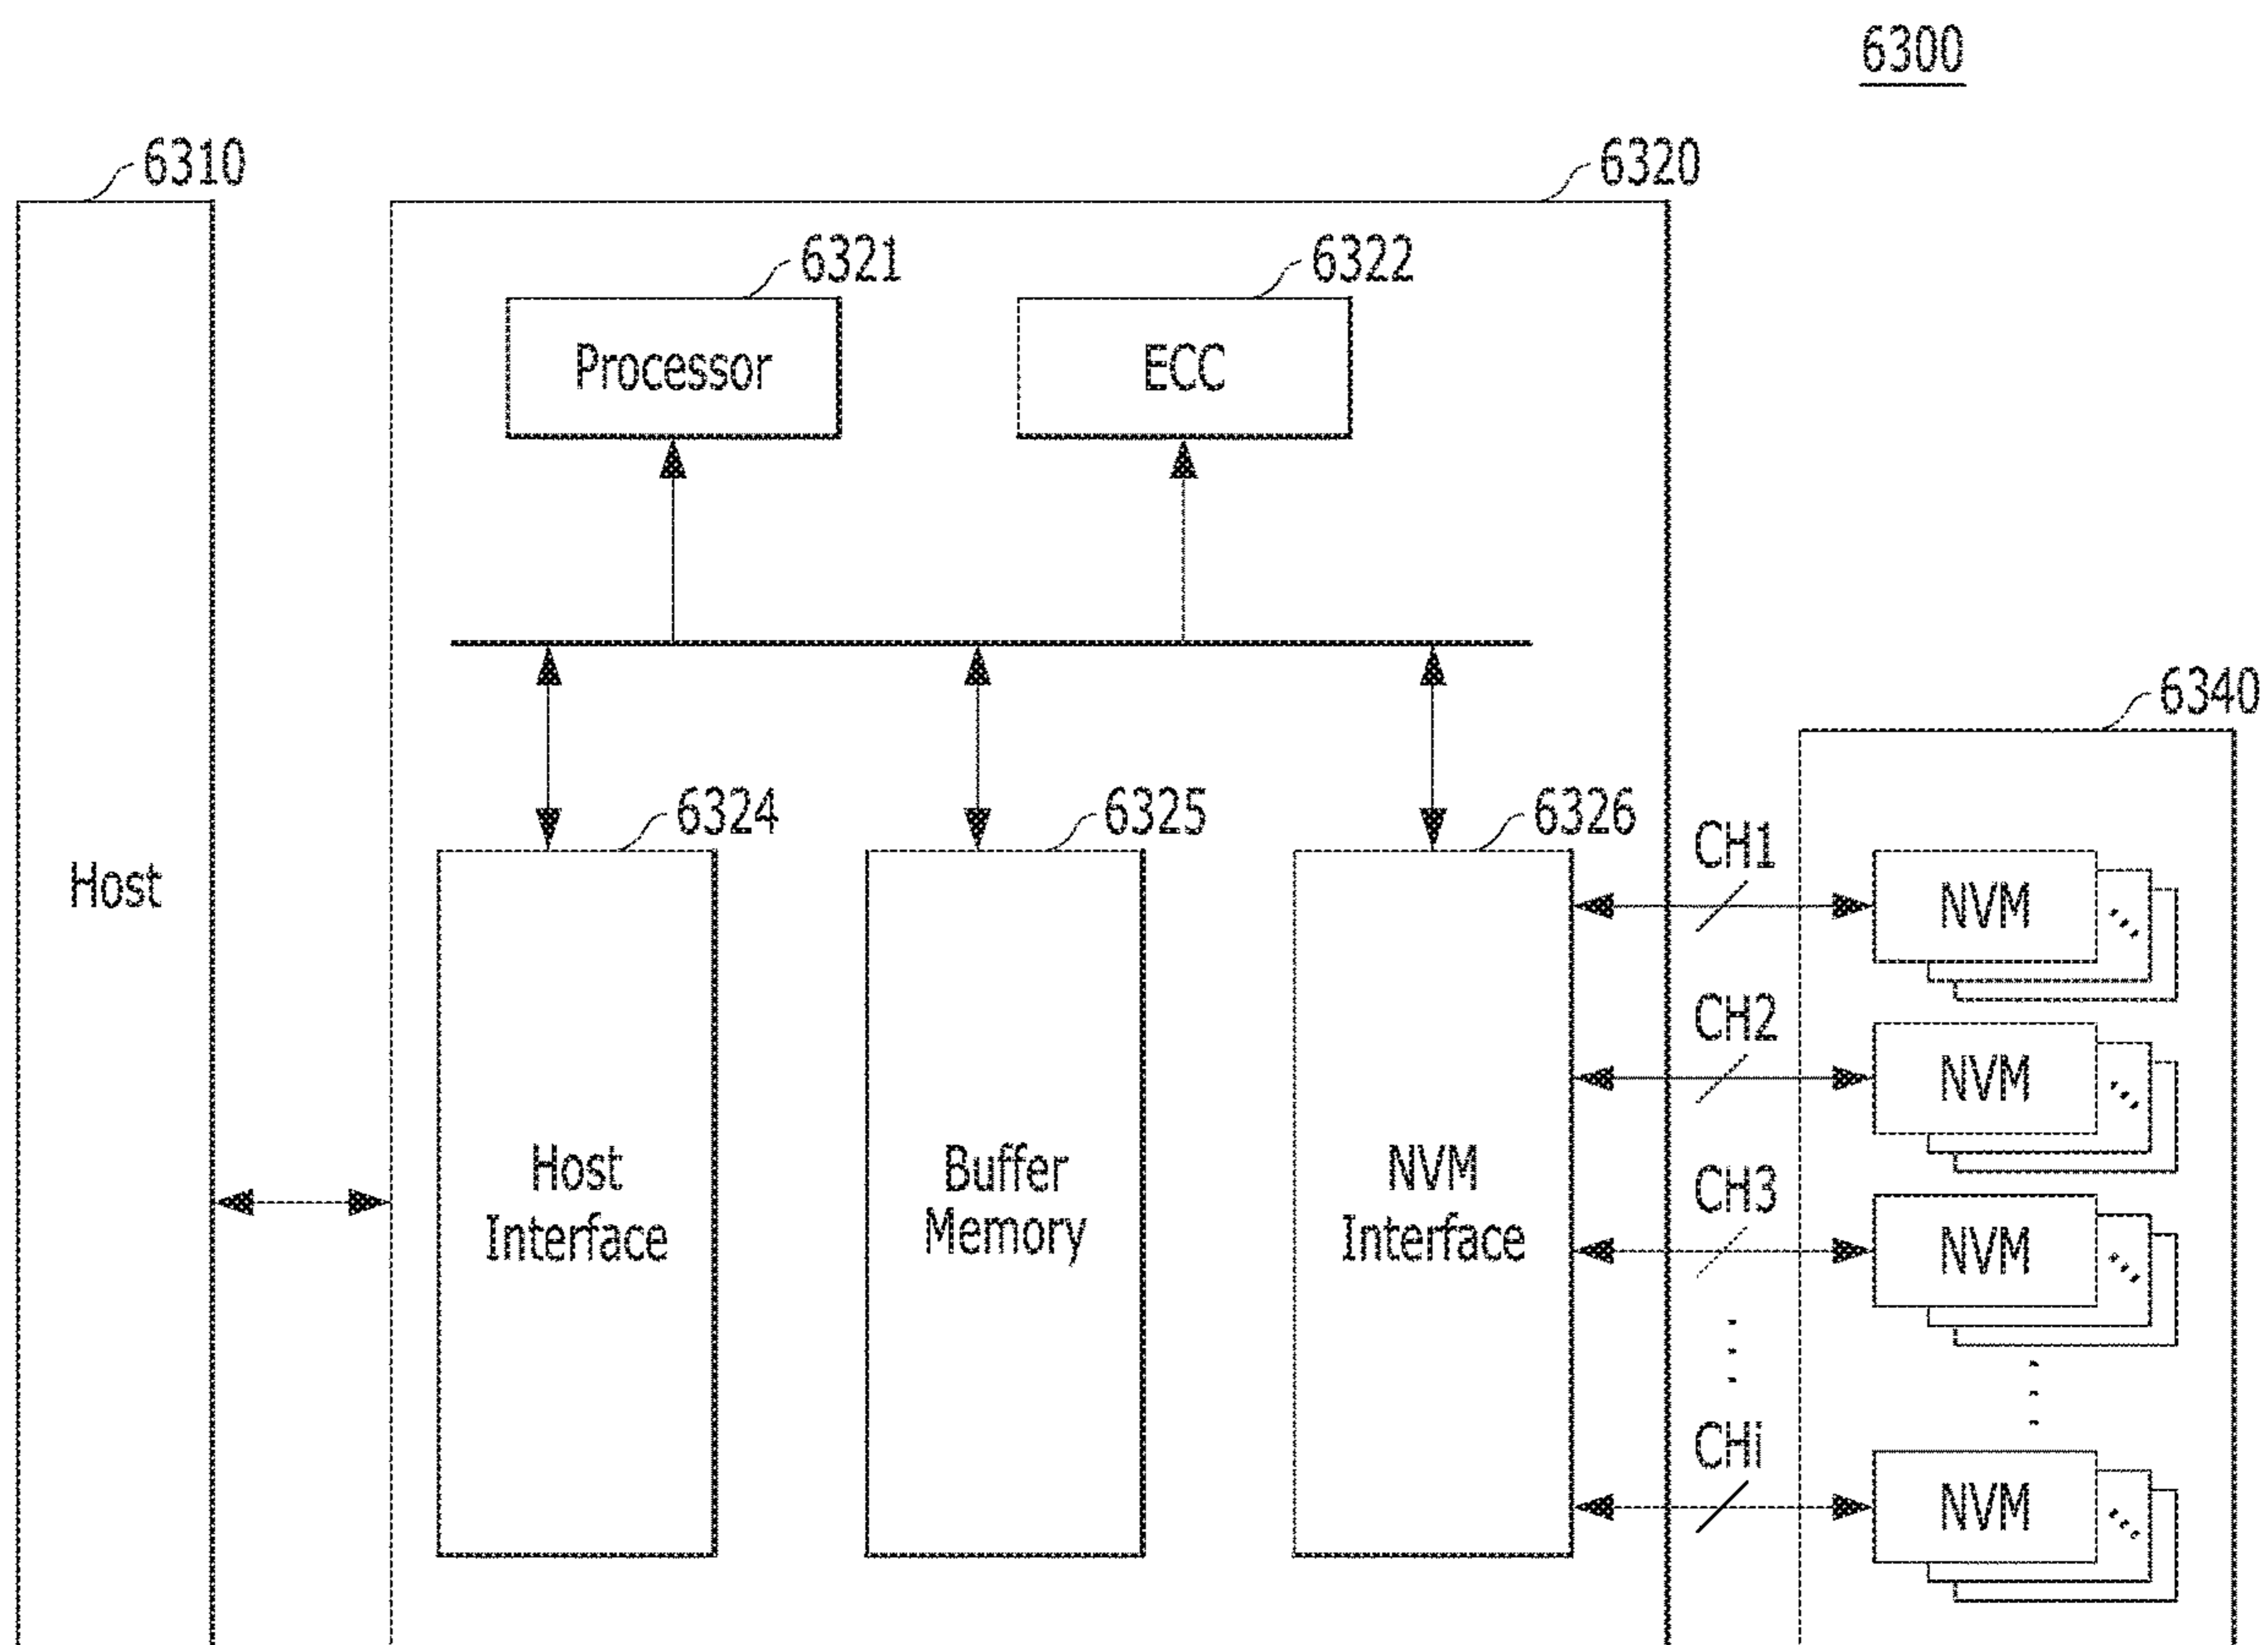 6300
6310
6320
6321
6322
Processor
ECC
6340
6324
6325
6326
CH1
Host
NVM
CH2
NVM
Host
Interface
Buffer
Memory
NVM
Interface
CH3
NVM
CHi
NVM